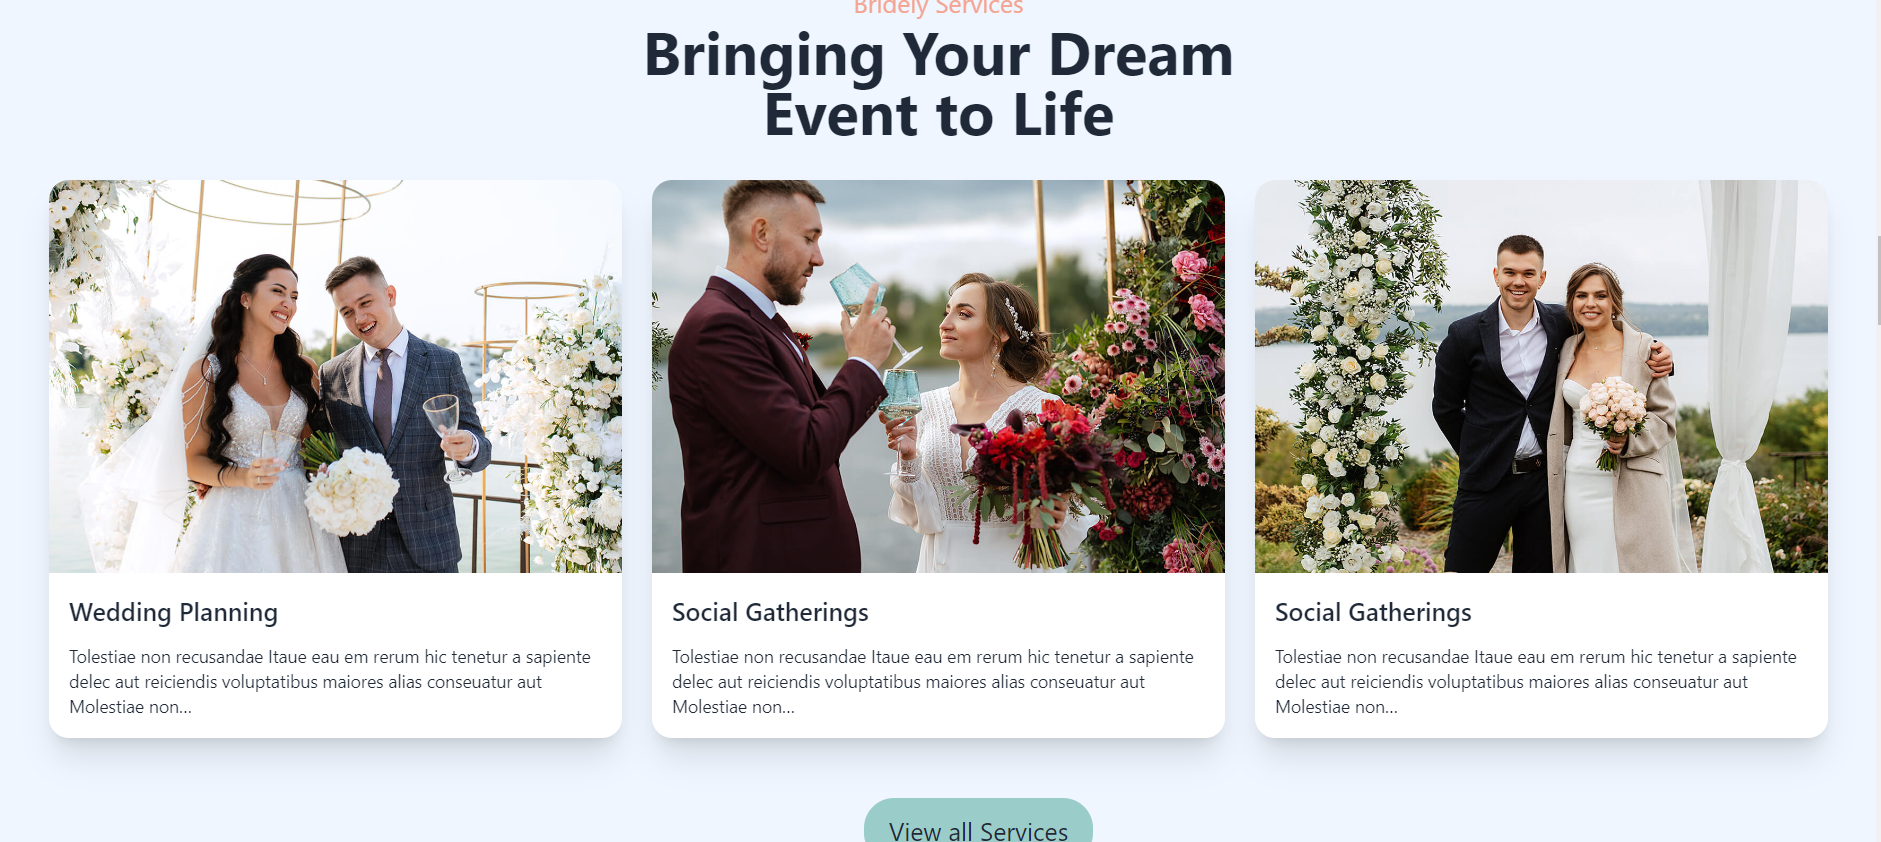 Bridely Services
Bringing Your Dream
Event to Life
Wedding Planning
Tolestiae non recusandae Itaue eau em rerum hic tenetur a sapiente
delec aut reiciendis voluptatibus maiores alias conseuatur aut
Molestiae non...
Social Gatherings
Tolestiae non recusandae Itaue eau em rerum hic tenetur a sapiente
delec aut reiciendis voluptatibus maiores alias conseuatur aut
Molestiae non...
Social Gatherings
Tolestiae non recusandae Itaue eau em rerum hic tenetur a sapiente
delec aut reiciendis voluptatibus maiores alias conseuatur aut
Molestiae non...
View all Services